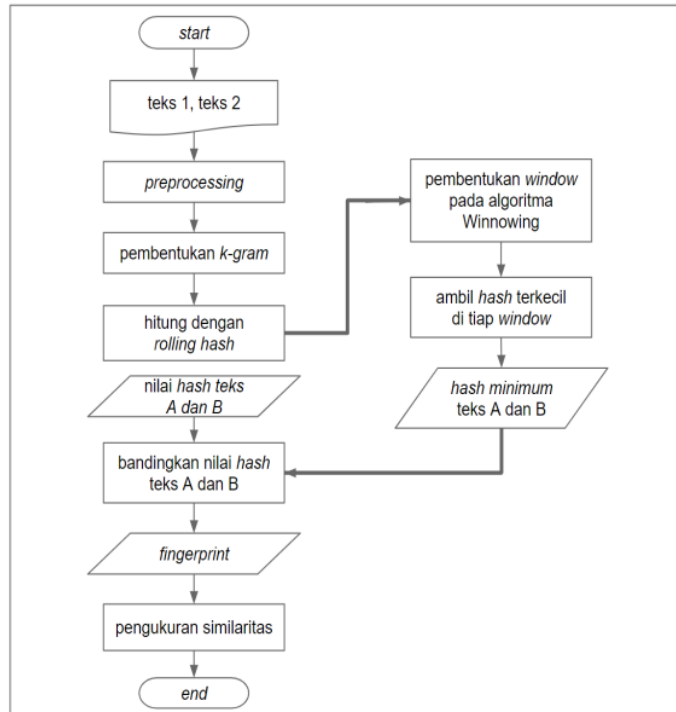 start
teks 1, teks 2
preprocessing
pembentukan k-gram
hitung dengan
rolling hash
pembentukan window
pada algoritma
Winnowing
ambil hash terkecil
di tiap window
hash minimum
teks A dan B
nilai hash teks
A dan B
bandingkan nilai hash
teks A dan B
fingerprint
pengukuran similaritas
end